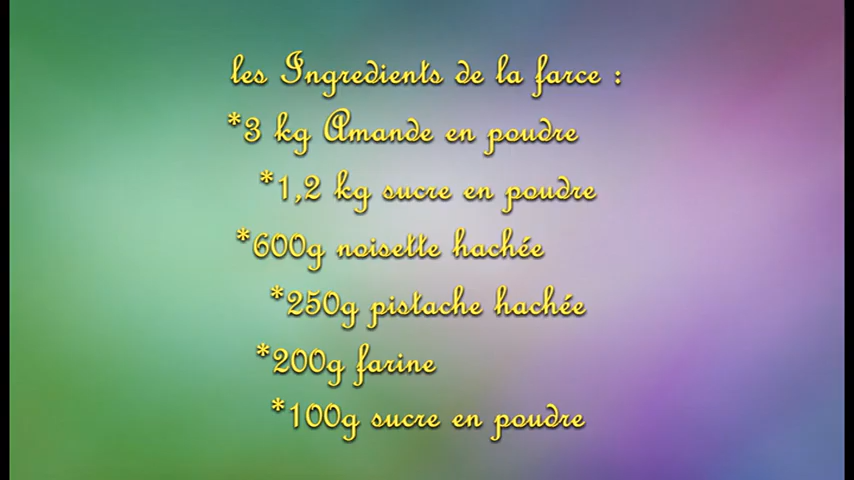 les Ingredients de la farce :
*3 kg Amande en poudre
*1,2 kg sucre en poudre
*600g noisette hachée
*250g pistache hachée
*200g farine
*100g sucre en poudre